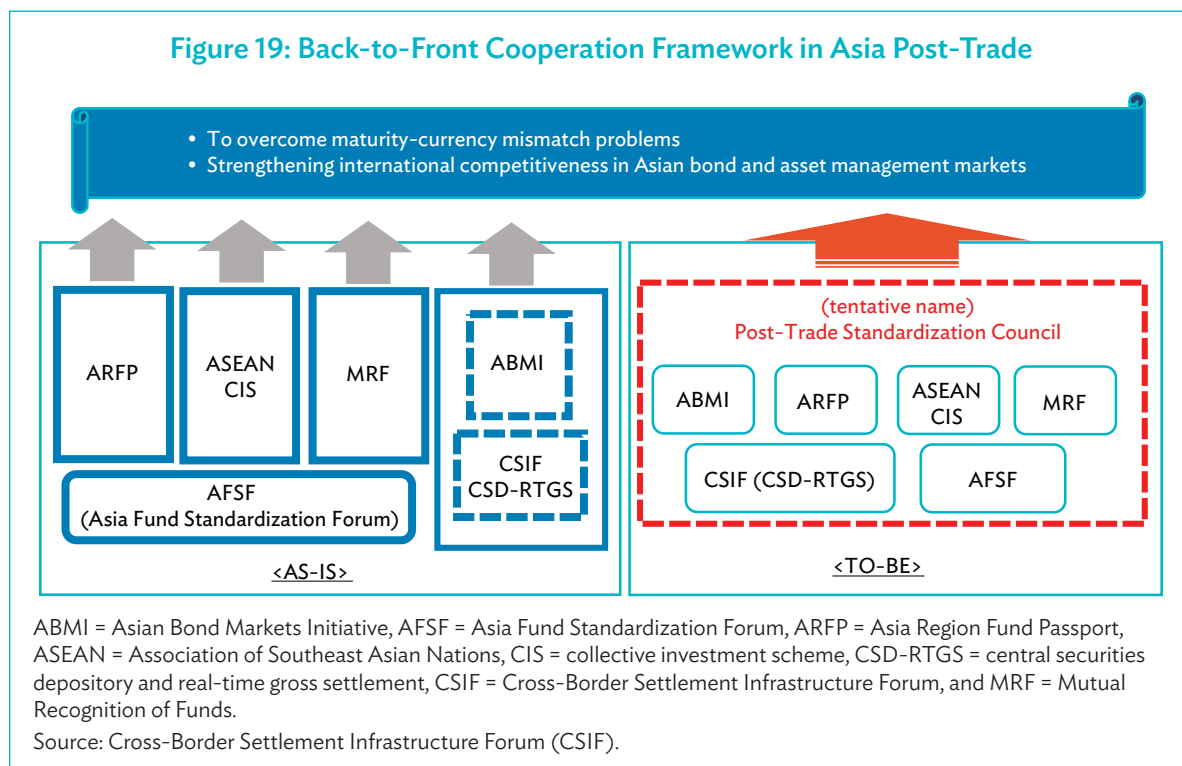 Figure 19: Back-to-Front Cooperation Framework in Asia Post-Trade
• To overcome maturity-currency mismatch problems
• Strengthening international competitiveness in Asian bond and asset management markets
ARFP
ASEAN
CIS
MRF
ABMI
CSIF
CSD-RTGS
AFSF
(Asia Fund Standardization Forum)
<AS-IS>
(tentative name)
Post-Trade Standardization Council
ABMI
ARFP
ASEAN
CIS
MRF
CSIF (CSD-RTGS)
AFSF
<TO-BE>
ABMI = Asian Bond Markets Initiative, AFSF = Asia Fund Standardization Forum, ARFP = Asia Region Fund Passport,
ASEAN = Association of Southeast Asian Nations, CIS = collective investment scheme, CSD-RTGS = central securities
depository and real-time gross settlement, CSIF = Cross-Border Settlement Infrastructure Forum, and MRF = Mutual
Recognition of Funds.
Source: Cross-Border Settlement Infrastructure Forum (CSIF).